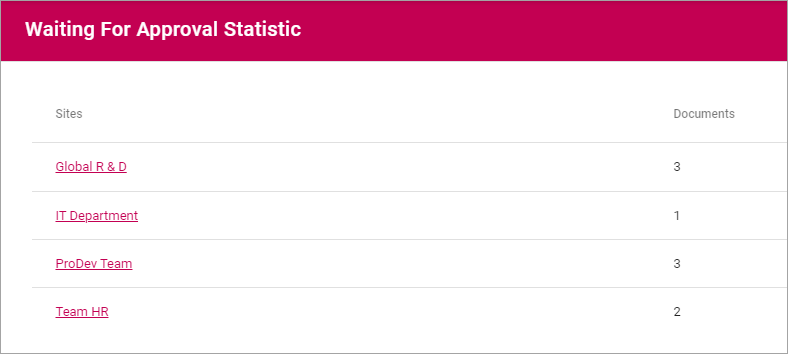 Waiting For Approval Statistic
Sites Documents
Global R & D 3
IT Department 1
ProDev Team 3
Team HR 2